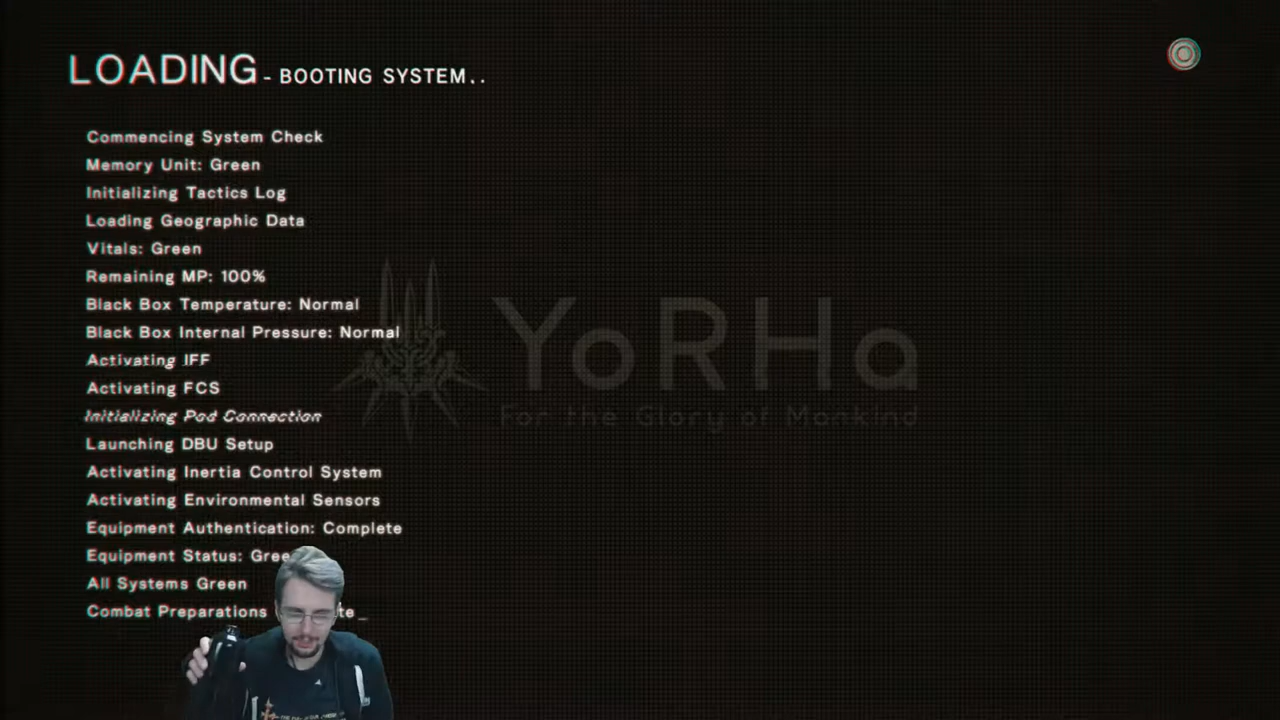 LOADING - BOOTING SYSTEM..
Commencing System Check
Memory Unit: Green
Initializing Tactics Log
Loading Geographic Data
Vitals: Green
Remaining MP: 100%
Black Box Temperature: Normal
Black Box Internal Pressure: Normal
Activating IFF
Activating FCS
Initializing Pod Connection
Launching DBU Setup
Activating Inertia Control System
Activating Environmental Sensors
Equipment Authentication: Complete
Equipment Status: Gree
All Systems Green
Combat Preparations te_
YoRHa
For the Glory of Mankind